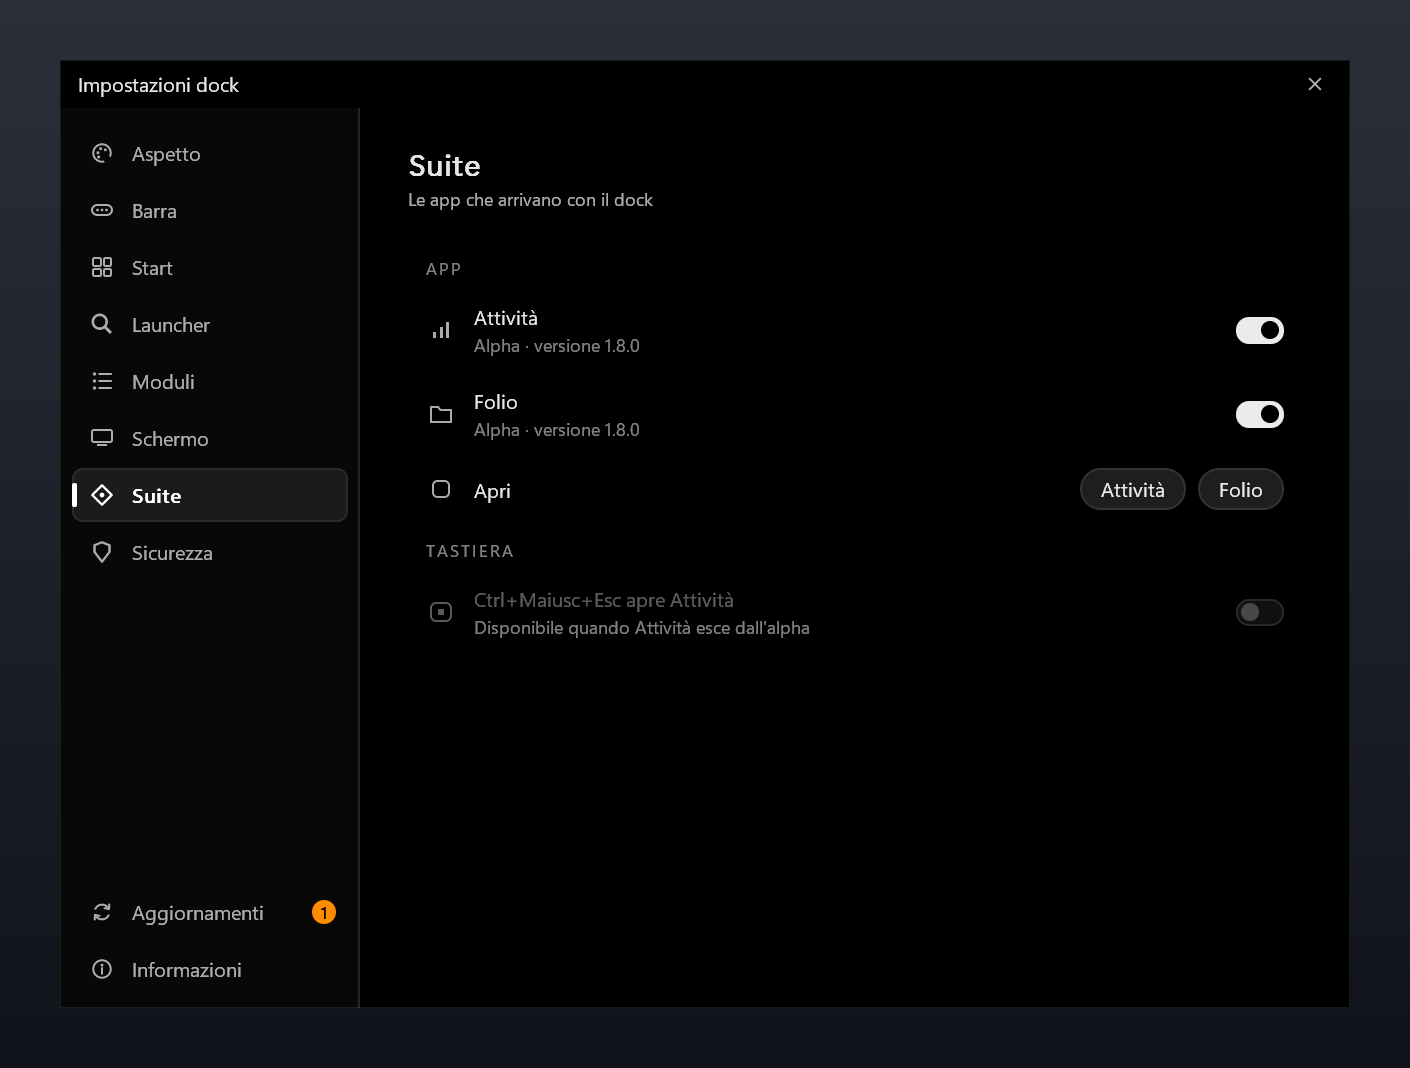 Impostazioni dock
Aspetto
Barra
Start
Launcher
Moduli
Schermo
Suite
Sicurezza
Aggiornamenti
1
Informazioni
Suite
Le app che arrivano con il dock
APP
Attività
Alpha · versione 1.8.0
Folio
Alpha · versione 1.8.0
Apri
Attività
Folio
TASTIERA
Ctrl+Maiusc+Esc apre Attività
Disponibile quando Attività esce dall'alpha